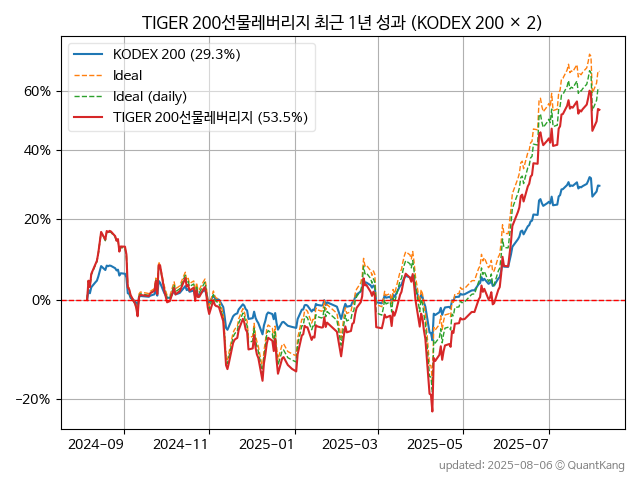 TIGER 200선물레버리지 최근 1년 성과 (KODEX 200 × 2)
KODEX 200 (29.3%)
Ideal
Ideal (daily)
TIGER 200선물레버리지 (53.5%)
60%
40%
20%
0%
−20%
2024-09 2024-11 2025-01 2025-03 2025-05 2025-07
updated: 2025-08-06 © QuantKang